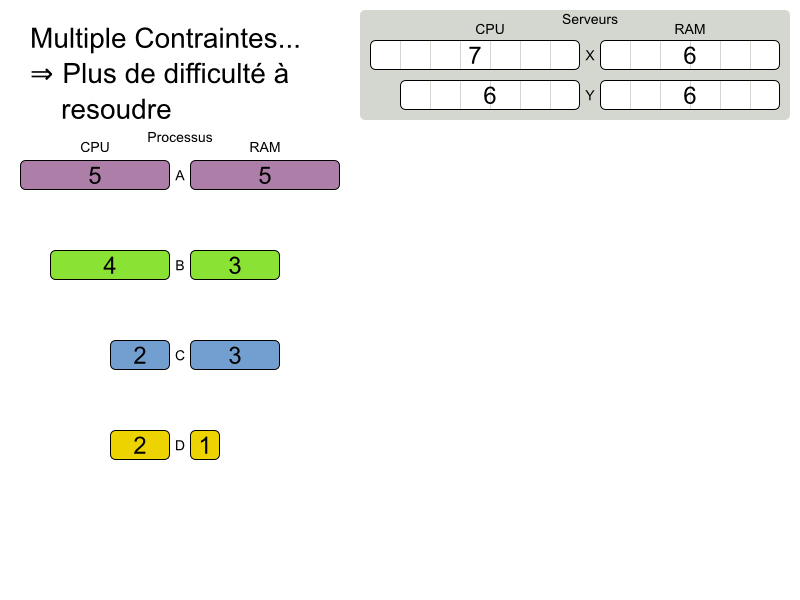 Multiple Contraintes...
⇒ Plus de difficulté à
resoudre
Serveurs
CPU RAM
7 X 6
6 Y 6
Processus
CPU RAM
5 A 5
4 B 3
2 C 3
2 D 1